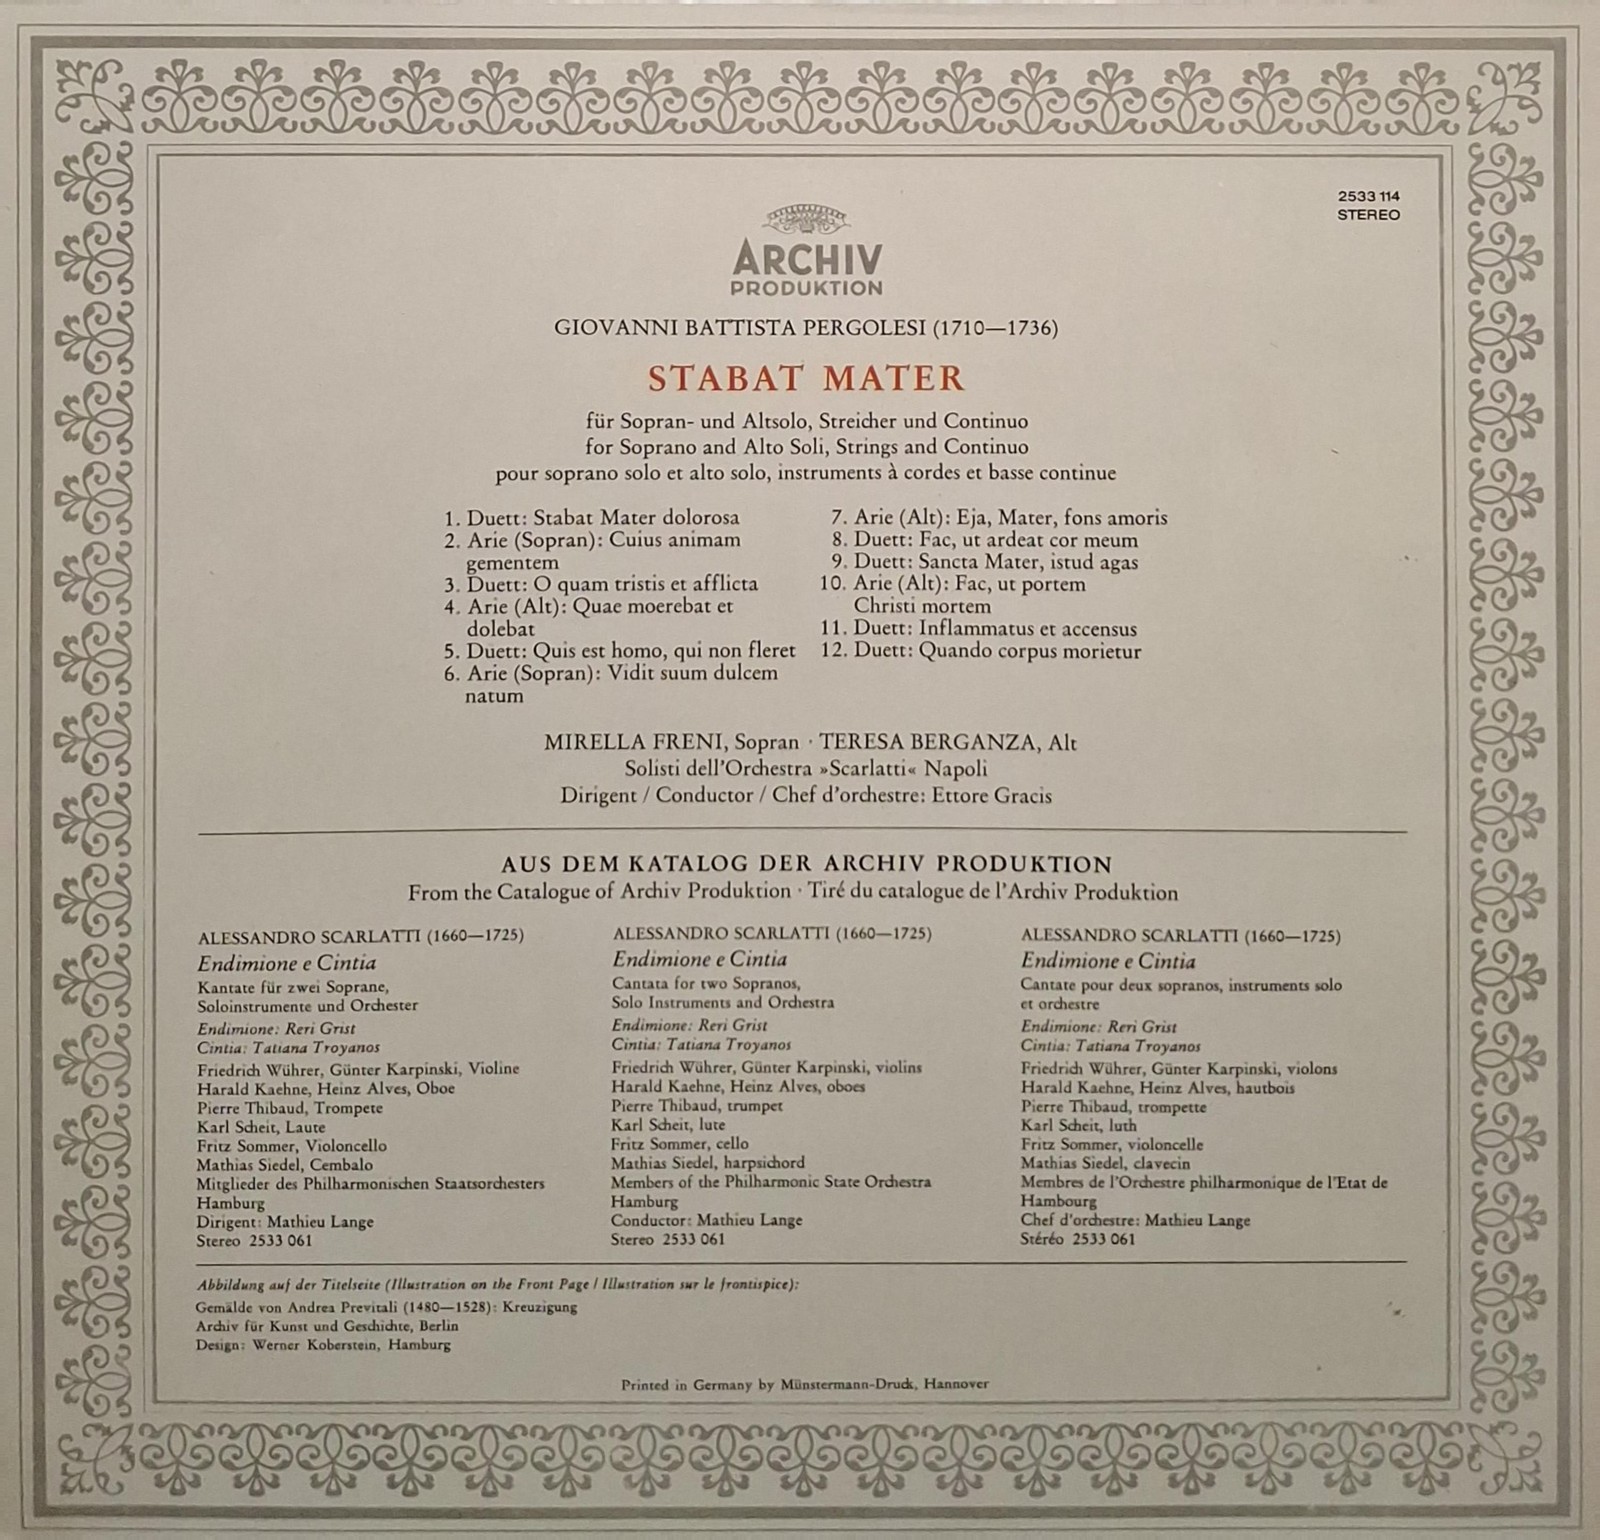 2533 114
STEREO
ARCHIV
PRODUKTION
GIOVANNI BATTISTA PERGOLESI (1710—1736)
STABAT MATER
für Sopran- und Altsolo, Streicher und Continuo
for Soprano and Alto Soli, Strings and Continuo
pour soprano solo et alto solo, instruments à cordes et basse continue
1. Duett: Stabat Mater dolorosa
2. Arie (Sopran): Cuius animam
gementem
3. Duett: O quam tristis et afflicta
4. Arie (Alt): Quae moerebat et
dolebat
5. Duett: Quis est homo, qui non fleret
6. Arie (Sopran): Vidit suum dulcem
natum
7. Arie (Alt): Eja, Mater, fons amoris
8. Duett: Fac, ut ardeat cor meum
9. Duett: Sancta Mater, istud agas
10. Arie (Alt): Fac, ut portem
Christi mortem
11. Duett: Inflammatus et accensus
12. Duett: Quando corpus morietur
MIRELLA FRENI, Sopran · TERESA BERGANZA, Alt
Solisti dell'Orchestra »Scarlatti« Napoli
Dirigent / Conductor / Chef d'orchestre: Ettore Gracis
AUS DEM KATALOG DER ARCHIV PRODUKTION
From the Catalogue of Archiv Produktion · Tiré du catalogue de l'Archiv Produktion
ALESSANDRO SCARLATTI (1660—1725)
Endimione e Cintia
Kantate für zwei Soprane,
Soloinstrumente und Orchester
Endimione: Reri Grist
Cintia: Tatiana Troyanos
Friedrich Wührer, Günter Karpinski, Violine
Harald Kaehne, Heinz Alves, Oboe
Pierre Thibaud, Trompete
Karl Scheit, Laute
Fritz Sommer, Violoncello
Mathias Siedel, Cembalo
Mitglieder des Philharmonischen Staatsorchesters
Hamburg
Dirigent: Mathieu Lange
Stereo 2533 061
ALESSANDRO SCARLATTI (1660—1725)
Endimione e Cintia
Cantata for two Sopranos,
Solo Instruments and Orchestra
Endimione: Reri Grist
Cintia: Tatiana Troyanos
Friedrich Wührer, Günter Karpinski, violins
Harald Kaehne, Heinz Alves, oboes
Pierre Thibaud, trumpet
Karl Scheit, lute
Fritz Sommer, cello
Mathias Siedel, harpsichord
Members of the Philharmonic State Orchestra
Hamburg
Conductor: Mathieu Lange
Stereo 2533 061
ALESSANDRO SCARLATTI (1660—1725)
Endimione e Cintia
Cantate pour deux sopranos, instruments solo
et orchestre
Endimione: Reri Grist
Cintia: Tatiana Troyanos
Friedrich Wührer, Günter Karpinski, violons
Harald Kaehne, Heinz Alves, hautbois
Pierre Thibaud, trompette
Karl Scheit, luth
Fritz Sommer, violoncelle
Mathias Siedel, clavecin
Membres de l'Orchestre philharmonique de l'Etat de
Hambourg
Chef d'orchestre: Mathieu Lange
Stéréo 2533 061
Abbildung auf der Titelseite (Illustration on the Front Page / Illustration sur le frontispice):
Gemälde von Andrea Previtali (1480—1528): Kreuzigung
Archiv für Kunst und Geschichte, Berlin
Design: Werner Koberstein, Hamburg
Printed in Germany by Münstermann-Druck, Hannover